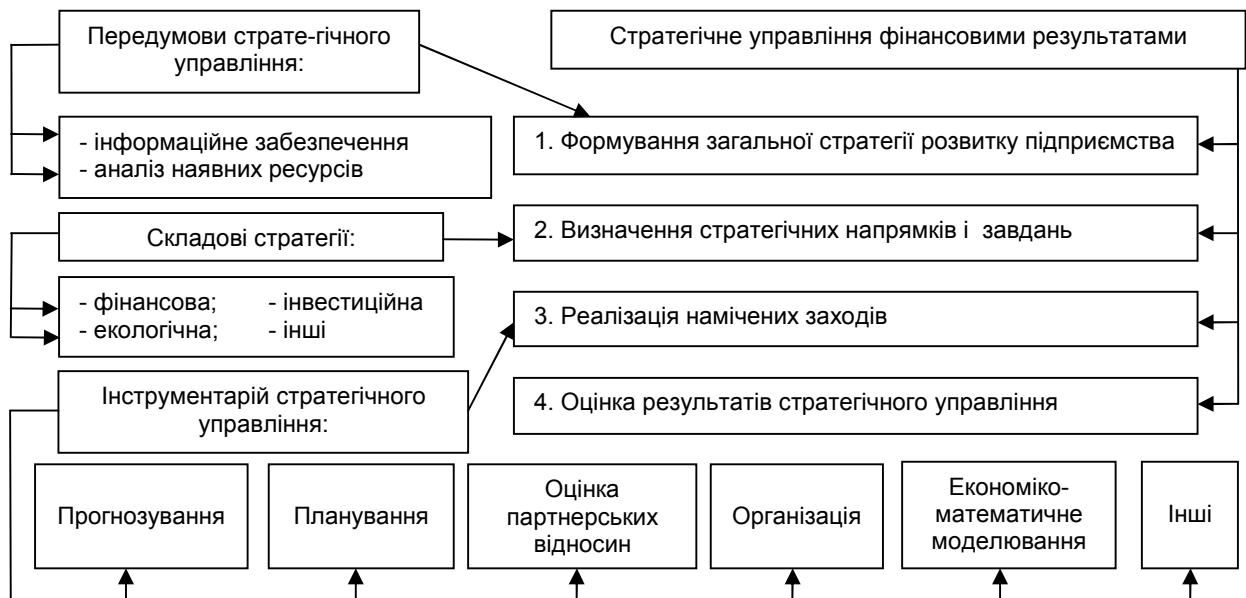 Передумови страте-гічного
управління:
Стратегічне управління фінансовими результатами
- інформаційне забезпечення
- аналіз наявних ресурсів
1. Формування загальної стратегії розвитку підприємства
Складові стратегії:
2. Визначення стратегічних напрямків і завдань
- фінансова; - інвестиційна
- екологічна; - інші
3. Реалізація намічених заходів
Інструментарій стратегічного
управління:
4. Оцінка результатів стратегічного управління
Прогнозування
Планування
Оцінка
партнерських
відносин
Організація
Економіко-
математичне
моделювання
Інші